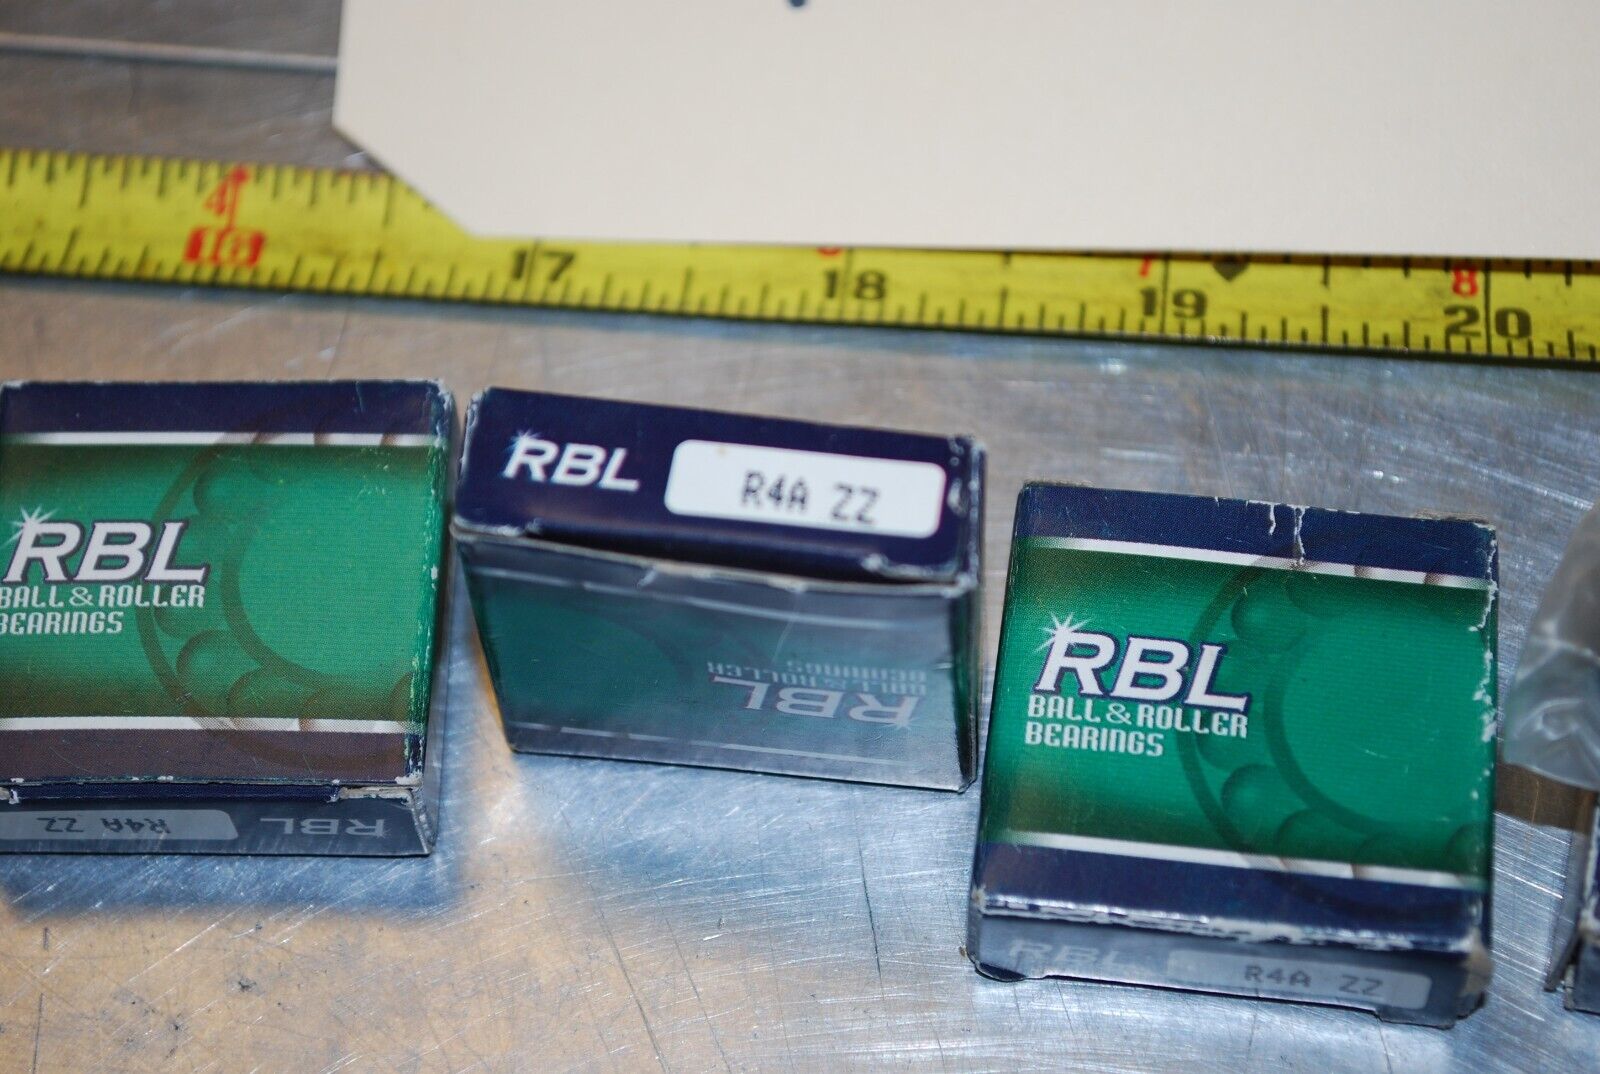 4
16
17
18
7
19
8
20
RBL
BALL & ROLLER
BEARINGS
R4A ZZ
RBL
RBL
R4A ZZ
RBL
BALL & ROLLER
BEARINGS
RBL
BALL & ROLLER
BEARINGS
RBL
R4A ZZ